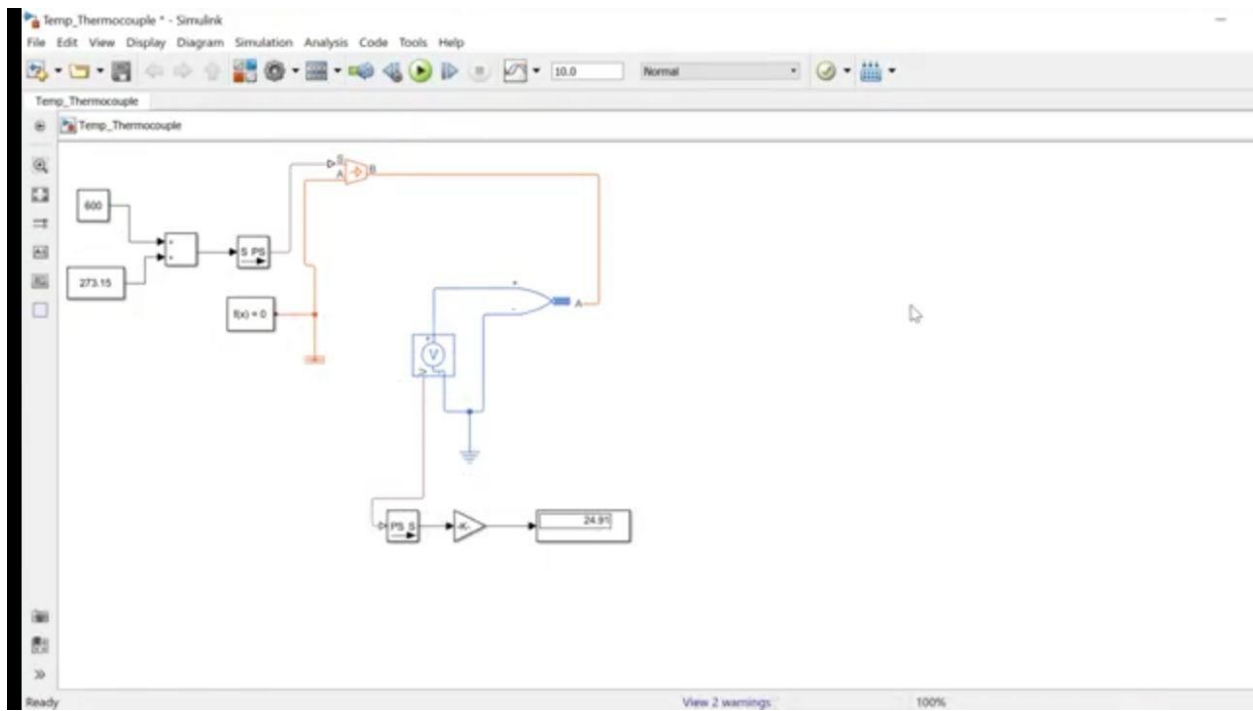 Temp_Thermocouple * - Simulink
File Edit View Display Diagram Simulation Analysis Code Tools Help
10.0 Normal
Temp_Thermocouple
Temp_Thermocouple
S
A B
600
+
+
S PS
273.15
f(x) = 0
+
-
A
+
V
PS S
-K-
24.91
Ready View 2 warnings 100%